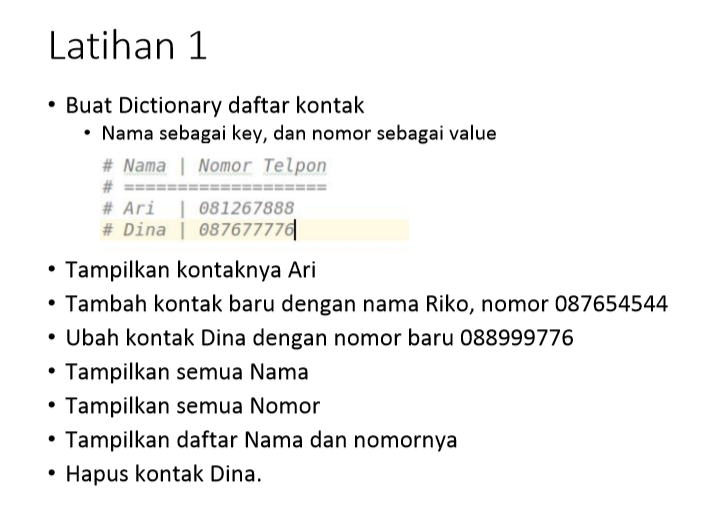 Latihan 1
• Buat Dictionary daftar kontak
• Nama sebagai key, dan nomor sebagai value
# Nama | Nomor Telpon
# ===================
# Ari | 081267888
# Dina | 087677776
• Tampilkan kontaknya Ari
• Tambah kontak baru dengan nama Riko, nomor 087654544
• Ubah kontak Dina dengan nomor baru 088999776
• Tampilkan semua Nama
• Tampilkan semua Nomor
• Tampilkan daftar Nama dan nomornya
• Hapus kontak Dina.